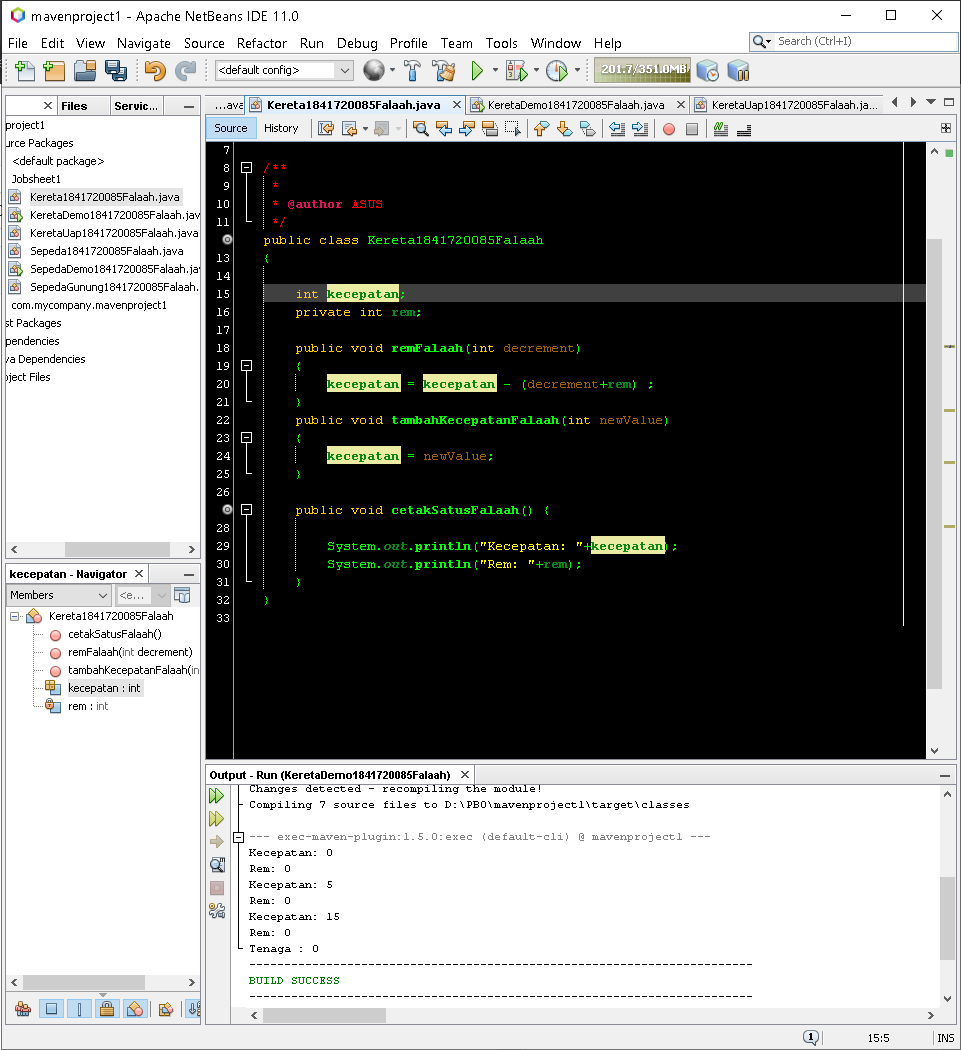 mavenproject1 - Apache NetBeans IDE 11.0
File Edit View Navigate Source Refactor Run Debug Profile Team Tools Window Help
Search (Ctrl+I)
<default config>
201.7/351.0MB
Files
Servic...
...ava
Kereta1841720085Falaah.java
KeretaDemo1841720085Falaah.java
KeretaUap1841720085Falaah.ja...
Source History
project1
urce Packages
<default package>
Jobsheet1
Kereta1841720085Falaah.java
KeretaDemo1841720085Falaah.jav
KeretaUap1841720085Falaah.java
Sepeda1841720085Falaah.java
SepedaDemo1841720085Falaah.ja
SepedaGunung1841720085Falaah.
com.mycompany.mavenproject1
st Packages
pendencies
va Dependencies
oject Files
7
8 /**
9 *
10 * @author ASUS
11 */
public class Kereta1841720085Falaah
13 {
14
15 int kecepatan;
16 private int rem;
17
18 public void remFalaah(int decrement)
19 {
20 kecepatan = kecepatan - (decrement+rem) ;
21 }
22 public void tambahKecepatanFalaah(int newValue)
23 {
24 kecepatan = newValue;
25 }
26
public void cetakSatusFalaah() {
28
29 System.out.println("Kecepatan: "+kecepatan);
30 System.out.println("Rem: "+rem);
31 }
32 }
33
kecepatan - Navigator
Members
<e...
Kereta1841720085Falaah
cetakSatusFalaah()
remFalaah(int decrement)
tambahKecepatanFalaah(in
kecepatan : int
rem : int
Output - Run (KeretaDemo1841720085Falaah)
Changes detected - recompiling the module!
Compiling 7 source files to D:\PBO\mavenproject1\target\classes
--- exec-maven-plugin:1.5.0:exec (default-cli) @ mavenproject1 ---
Kecepatan: 0
Rem: 0
Kecepatan: 5
Rem: 0
Kecepatan: 15
Rem: 0
Tenaga : 0
------------------------------------------------------------------------
BUILD SUCCESS
------------------------------------------------------------------------
1
15:5
INS